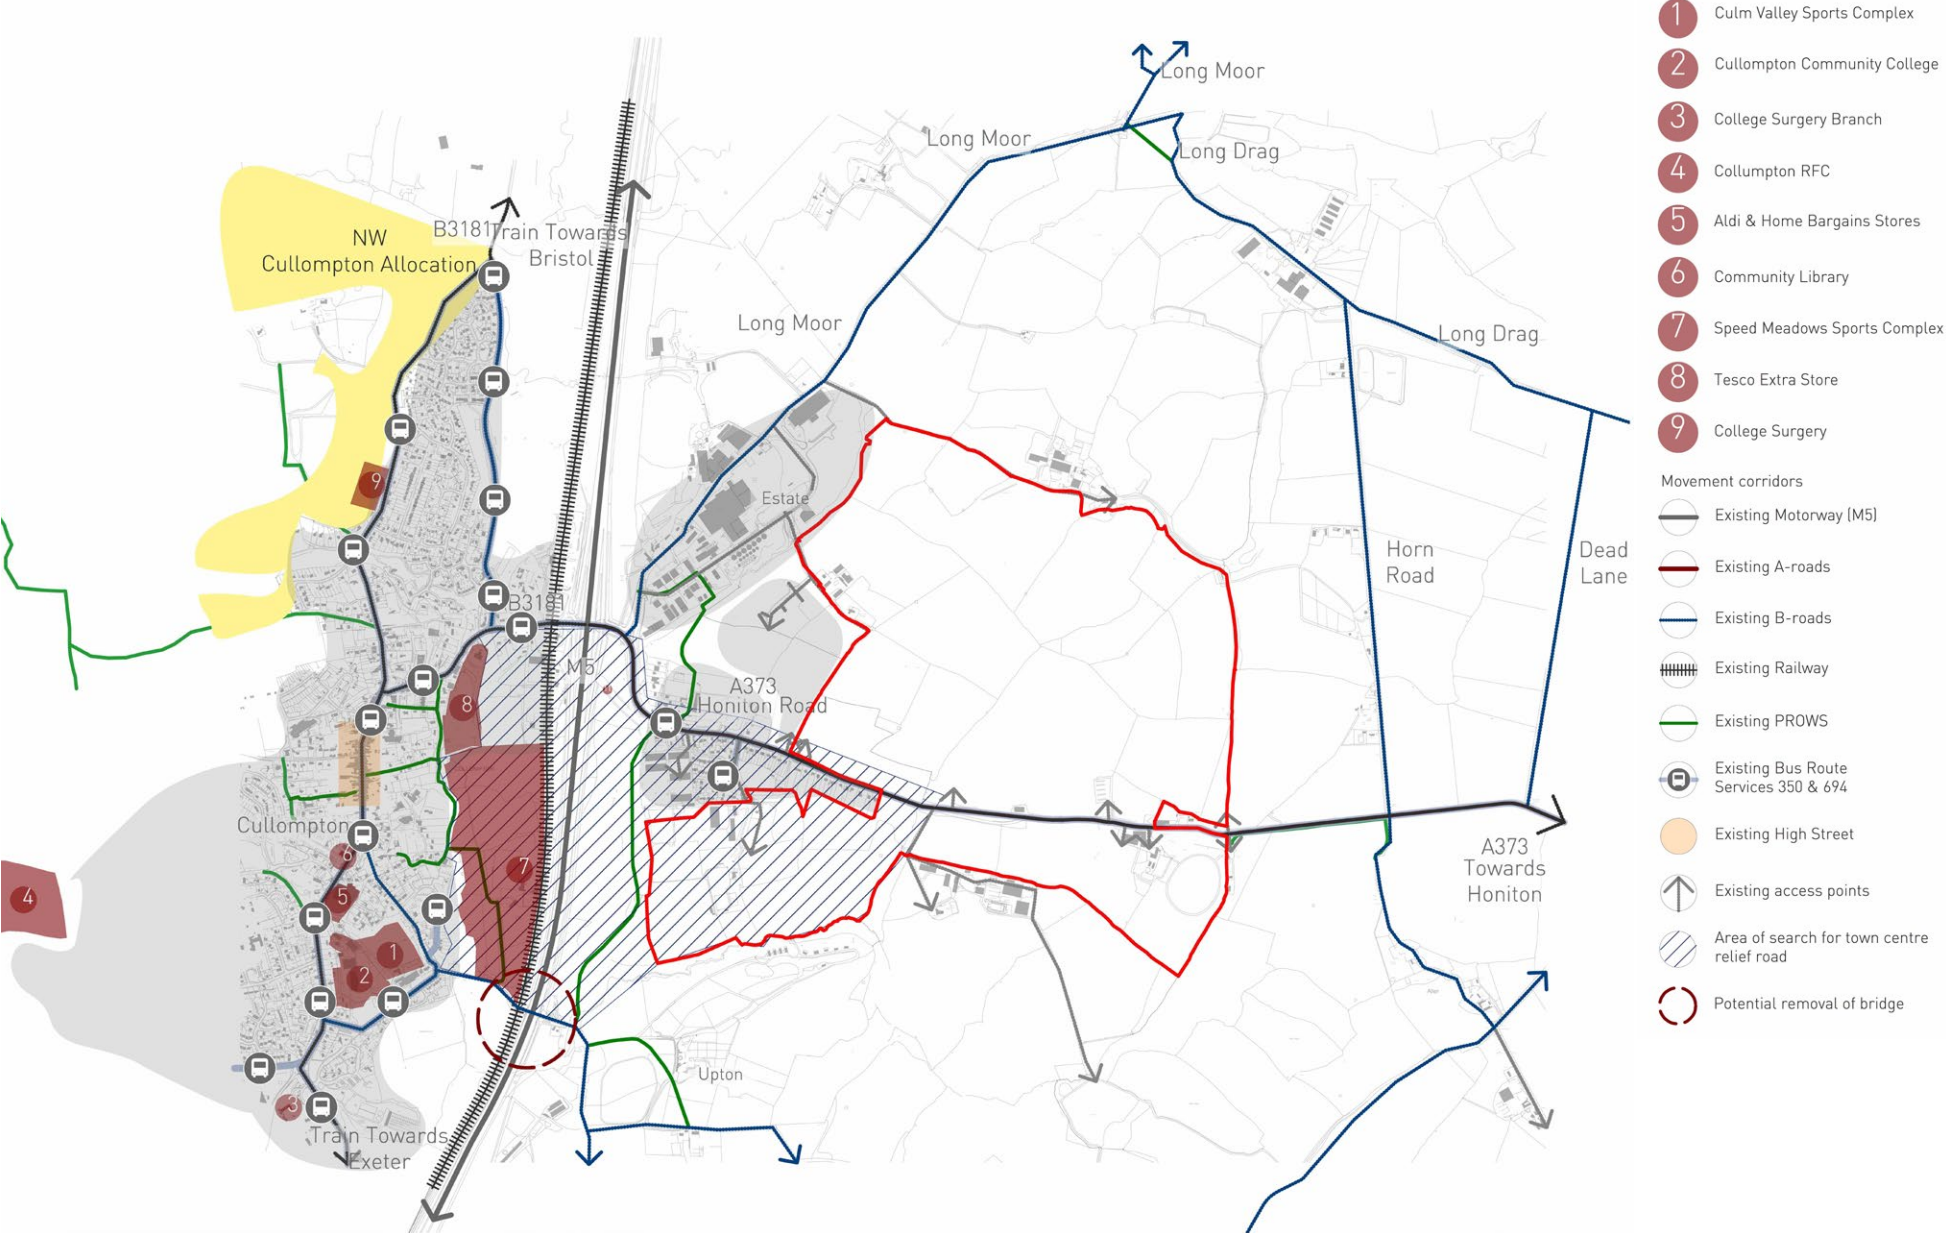 Long Moor
Long Moor
Long Drag
B3181
Train Towards
Bristol
NW
Cullompton Allocation
Long Moor
Long Drag
9
Estate
Horn
Road
Dead
Lane
B3181
M5
A373
Honiton Road
8
Cullompton
6
7
5
4
1
2
A373
Towards
Honiton
Upton
3
Train Towards
Exeter
1 Culm Valley Sports Complex
2 Cullompton Community College
3 College Surgery Branch
4 Collumpton RFC
5 Aldi & Home Bargains Stores
6 Community Library
7 Speed Meadows Sports Complex
8 Tesco Extra Store
9 College Surgery
Movement corridors
Existing Motorway (M5)
Existing A-roads
Existing B-roads
Existing Railway
Existing PROWS
Existing Bus Route
Services 350 & 694
Existing High Street
Existing access points
Area of search for town centre
relief road
Potential removal of bridge